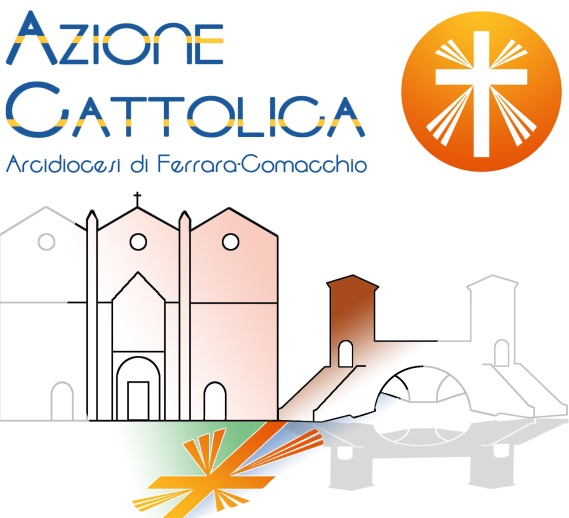 Azione
Cattolica
Arcidiocesi di Ferrara-Comacchio